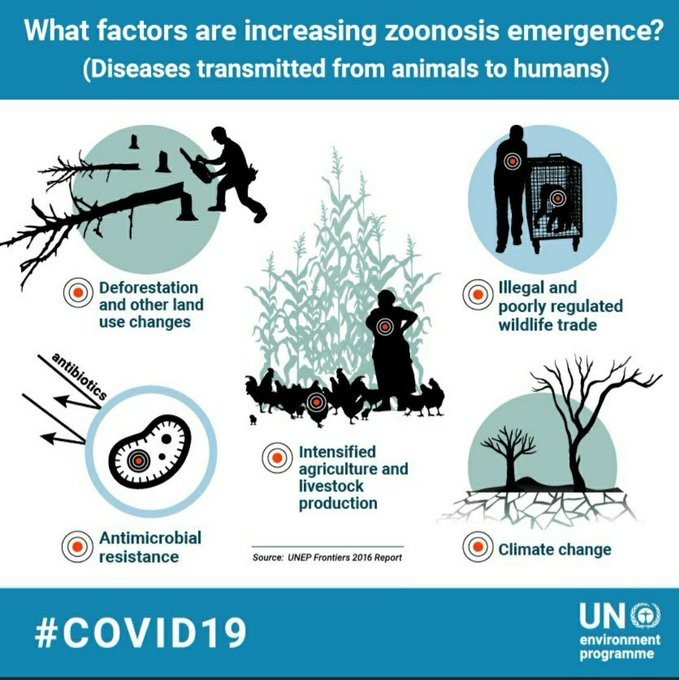 What factors are increasing zoonosis emergence?
(Diseases transmitted from animals to humans)
Deforestation
and other land
use changes
Illegal and
poorly regulated
wildlife trade
antibiotics
Intensified
agriculture and
livestock
production
Antimicrobial
resistance
Source: UNEP Frontiers 2016 Report
Climate change
#COVID19
UN
environment
programme